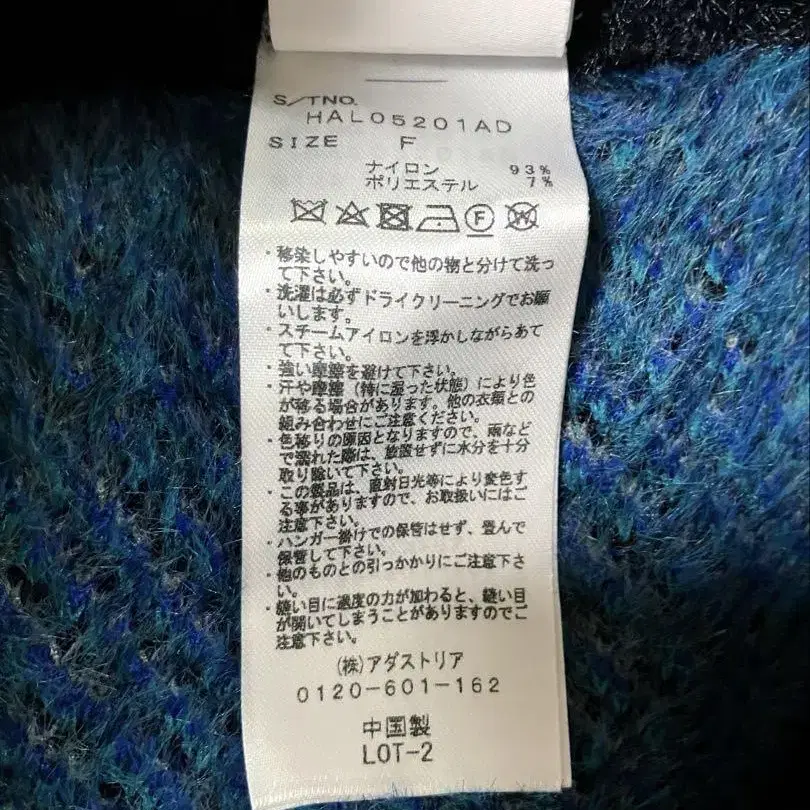 S/TNO.
HAL05201AD
SIZE F
ナイロン 93%
ポリエステル 7%
F W
・移染しやすいので他の物と分けて洗っ
て下さい。
・洗濯は必ずドライクリーニングでお願
いします。
・スチームアイロンを浮かしながらあて
て下さい。
・強い摩擦を避けて下さい。
・汗や摩擦（特に湿った状態）により色
が移る場合があります。他の衣類との
組み合わせにご注意ください。
・色移りの原因となりますので、雨など
で濡れた際は、放置せずに水分を十分
取り除いて下さい。
・この製品は、直射日光等により変色す
る事がありますので、お取扱いにはご
注意下さい。
・ハンガー掛けでの保管はせず、畳んで
保管して下さい。
・他のものとの引っかかりにご注意下さ
い。
・縫い目に過度の力が加わると、縫い目
が開いてしまうことがありますのでご
注意下さい。
(株)アダストリア
0120-601-162
中国製
LOT-2